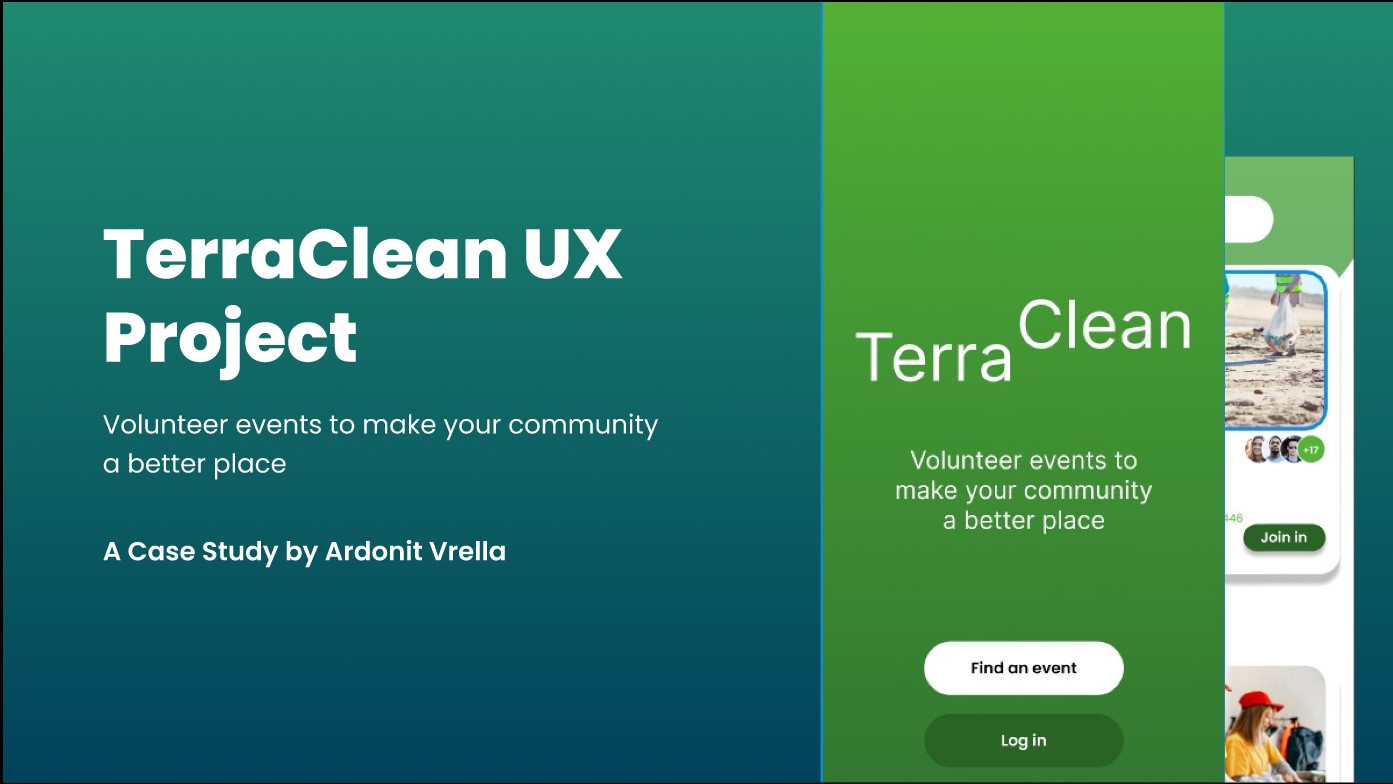 TerraClean UX
Project
Volunteer events to make your community
a better place
A Case Study by Ardonit Vrella
Terra Clean
Volunteer events to
make your community
a better place
Find an event
Log in
+17
446
Join in